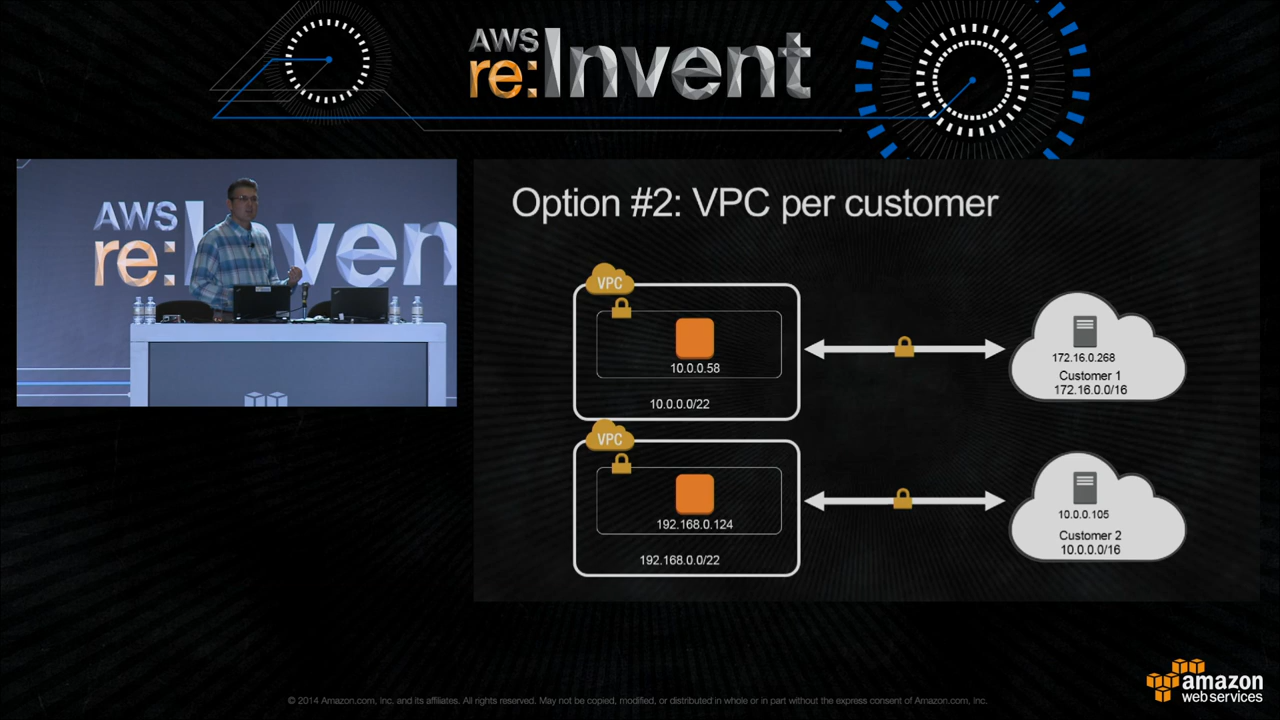 AWS
re:Invent
AWS
re:Inven
Option #2: VPC per customer
VPC
10.0.0.58
10.0.0.0/22
172.16.0.268
Customer 1
172.16.0.0/16
VPC
192.168.0.124
192.168.0.0/22
10.0.0.105
Customer 2
10.0.0.0/16
amazon
web services
© 2014 Amazon.com, Inc. and its affiliates. All rights reserved. May not be copied, modified, or distributed in whole or in part without the express consent of Amazon.com, Inc.